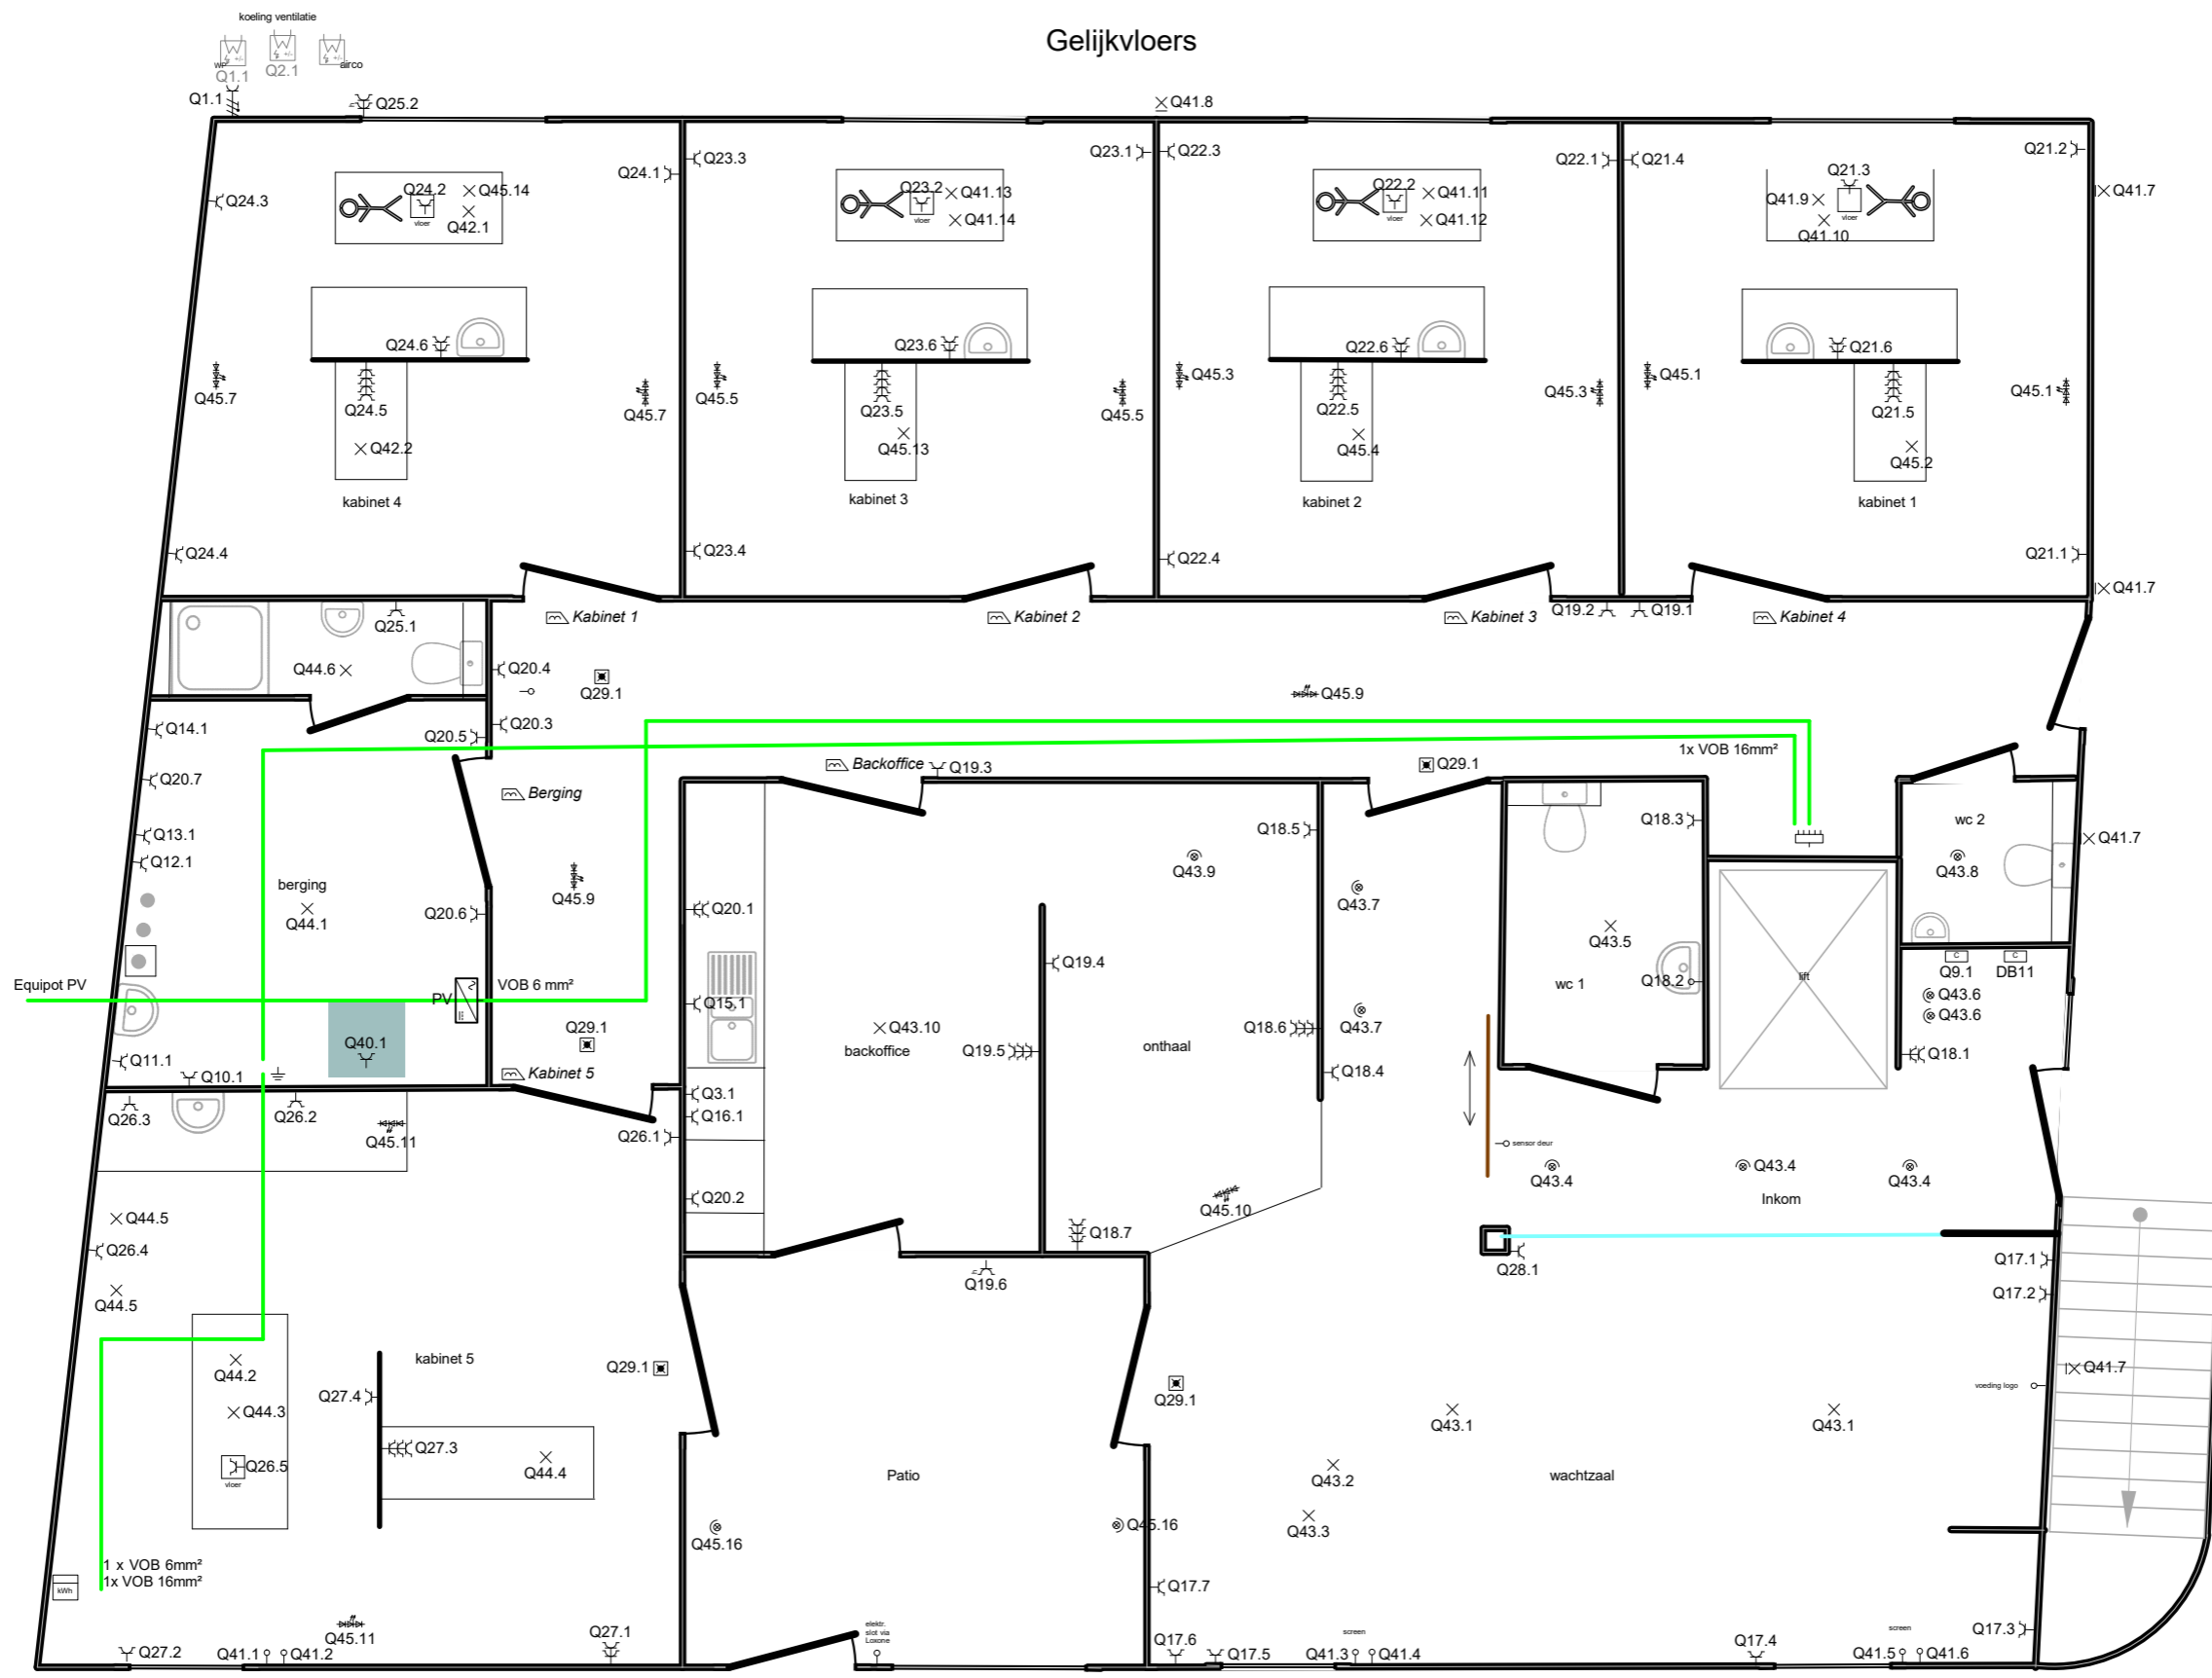 koeling ventilatie
Gelijkvloers
WP
airco
Q1.1
Q2.1
Q1.1
Q25.2
Q41.8
Q24.1
Q23.3
Q23.1
Q22.3
Q22.1
Q21.4
Q21.2
Q24.3
Q24.2
Q45.14
vloer
Q42.1
Q23.2
Q41.13
vloer
Q41.14
Q22.2
Q41.11
vloer
Q41.12
Q21.3
Q41.9
vloer
Q41.10
Q41.7
Q24.6
Q23.6
Q22.6
Q21.6
Q45.7
Q24.5
Q45.7
Q45.5
Q23.5
Q45.5
Q45.3
Q22.5
Q45.3
Q45.1
Q21.5
Q45.1
Q42.2
Q45.13
Q45.4
Q45.2
kabinet 4
kabinet 3
kabinet 2
kabinet 1
Q24.4
Q23.4
Q22.4
Q21.1
Q41.7
Kabinet 1
Kabinet 2
Kabinet 3
Q19.2
Q19.1
Kabinet 4
Q25.1
Q44.6
Q20.4
Q29.1
Q45.9
Q14.1
Q20.5
Q20.3
1x VOB 16mm²
Q20.7
Backoffice
Q19.3
Q29.1
Berging
Q13.1
Q12.1
Q18.5
Q18.3
wc 2
Q41.7
berging
Q44.1
Q20.6
Q45.9
Q20.1
Q43.9
Q43.7
Q43.5
Q43.8
Q19.4
Equipot PV
PV
VOB 6 mm²
Q15.1
wc 1
Q18.2
lift
C
Q9.1
C
DB11
Q43.6
Q43.6
Q40.1
Q29.1
Q43.10
backoffice
Q19.5
onthaal
Q18.6
Q43.7
Q18.1
Q11.1
Q10.1
Kabinet 5
Q18.4
Q26.3
Q26.2
Q45.11
Q3.1
Q16.1
Q26.1
sensor deur
Q43.4
Q43.4
Q43.4
Inkom
Q20.2
Q45.10
Q44.5
Q26.4
Q18.7
Q19.6
Q28.1
Q17.1
Q17.2
Q44.5
Q44.2
kabinet 5
Q29.1
Q27.4
Q44.3
Q29.1
Q43.1
Q43.1
voeding logo
Q41.7
Q27.3
Q26.5
vloer
Q44.4
Patio
Q43.2
wachtzaal
Q43.3
Q45.16
Q45.16
1 x VOB 6mm²
1x VOB 16mm²
kWh
Q17.7
Q45.11
Q27.2
Q41.1
Q41.2
Q27.1
elektr.
slot via
Loxone
Q17.6
Q17.5
screen
Q41.3
Q41.4
Q17.4
screen
Q41.5
Q41.6
Q17.3